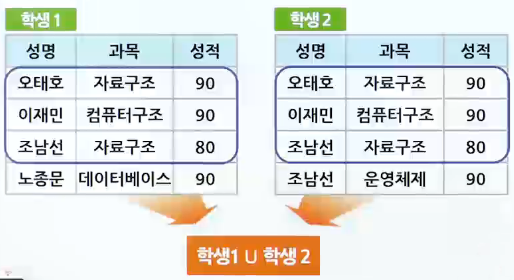 학생 1
성명 과목 성적
오태호 자료구조 90
이재민 컴퓨터구조 90
조남선 자료구조 80
노종문 데이터베이스 90
학생 2
성명 과목 성적
오태호 자료구조 90
이재민 컴퓨터구조 90
조남선 자료구조 80
조남선 운영체제 90
학생1 ∪ 학생 2